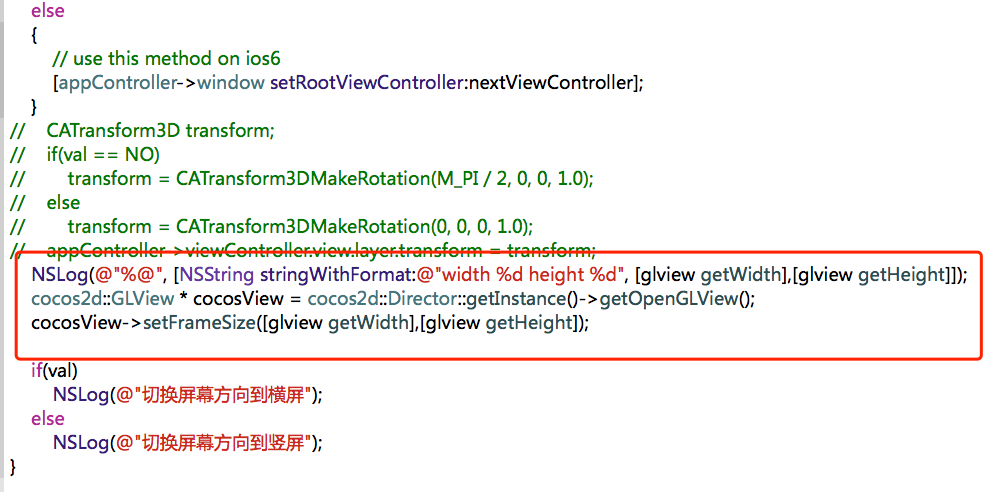 else
{
// use this method on ios6
[appController->window setRootViewController:nextViewController];
}
// CATransform3D transform;
// if(val == NO)
// transform = CATransform3DMakeRotation(M_PI / 2, 0, 0, 1.0);
// else
// transform = CATransform3DMakeRotation(0, 0, 0, 1.0);
// appController->viewController.view.layer.transform = transform;
NSLog(@"%@", [NSString stringWithFormat:@"width %d height %d", [glview getWidth],[glview getHeight]]);
cocos2d::GLView * cocosView = cocos2d::Director::getInstance()->getOpenGLView();
cocosView->setFrameSize([glview getWidth],[glview getHeight]);
if(val)
NSLog(@"切换屏幕方向到横屏");
else
NSLog(@"切换屏幕方向到竖屏");
}